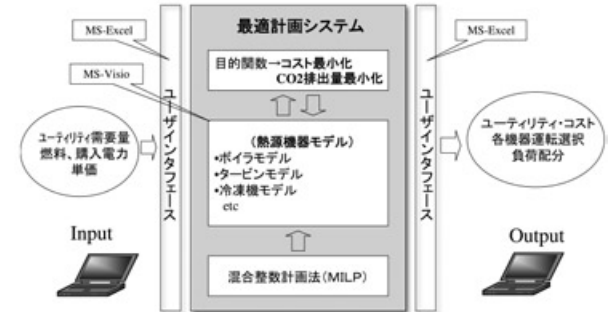 最適計画システム
MS-Excel
MS-Excel
MS-Visio
目的関数→コスト最小化
CO2排出量最小化
ユーザインタフェース
ユーティリティ需要量
燃料、購入電力
単価
(熱源機器モデル)
•ボイラモデル
•タービンモデル
•冷凍機モデル
etc
ユーザインタフェース
ユーティリティ・コスト
各機器運転選択
負荷配分
Input
Output
混合整数計画法(MILP)